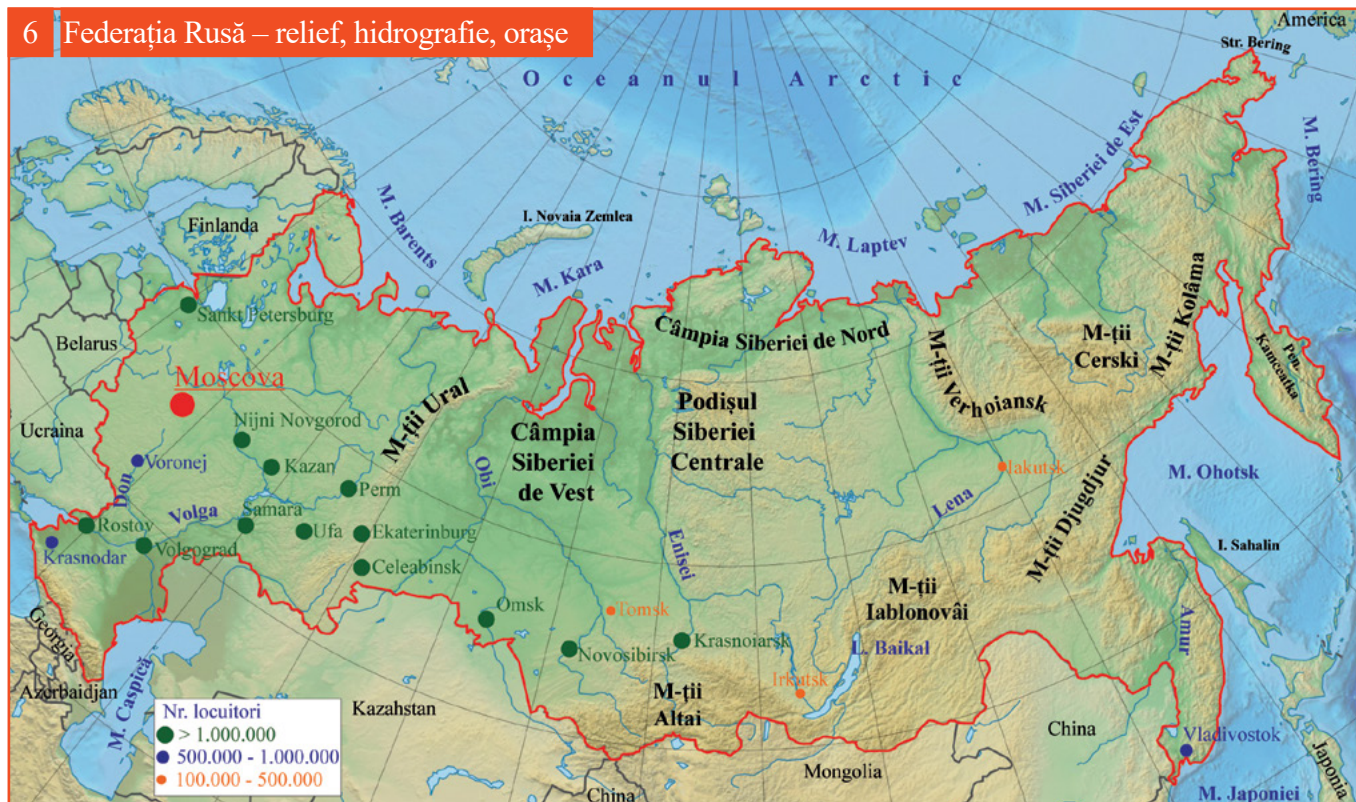 6 Federația Rusă – relief, hidrografie, orașe
America
Str. Bering
Oceanul Arctic
M. Siberiei de Est
M. Bering
M. Barents
I. Novaia Zemlea
Finlanda
M. Laptev
M. Kara
Sankt Petersburg
Câmpia Siberiei de Nord
M-ții Kolâma
Belarus
M-ții
Cerski
Pen.
Kamceatka
M-ții Verhoiansk
Moscova
M-ții Ural
Podișul
Siberiei
Centrale
Nijni Novgorod
Ucraina
Câmpia
Siberiei
de Vest
Voronej
Kazan
Obi
Iakutsk
M. Ohotsk
Don
Perm
Lena
M-ții Djugdjur
Volga
Samara
Rostov
Ufa
Ekaterinburg
Krasnodar
Volgograd
Enisei
I. Sahalin
Celeabinsk
M-ții
Iablonovâi
Omsk
Tomsk
Amur
Georgia
Krasnoiarsk
L. Baikal
Novosibirsk
Irkutsk
Azerbaidjan
M. Caspică
Kazahstan
M-ții
Altai
China
Vladivostok
Japonia
Mongolia
China
M. Japoniei
Nr. locuitori
> 1.000.000
500.000 - 1.000.000
100.000 - 500.000